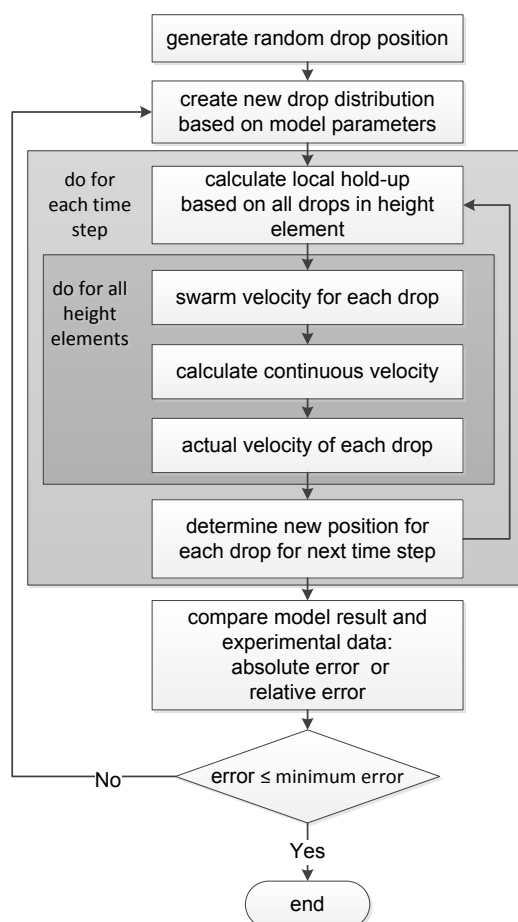 generate random drop position
create new drop distribution
based on model parameters
do for
each time
step
calculate local hold-up
based on all drops in height
element
do for all
height
elements
swarm velocity for each drop
calculate continuous velocity
actual velocity of each drop
determine new position for
each drop for next time step
compare model result and
experimental data:
absolute error or
relative error
error ≤ minimum error
No
Yes
end